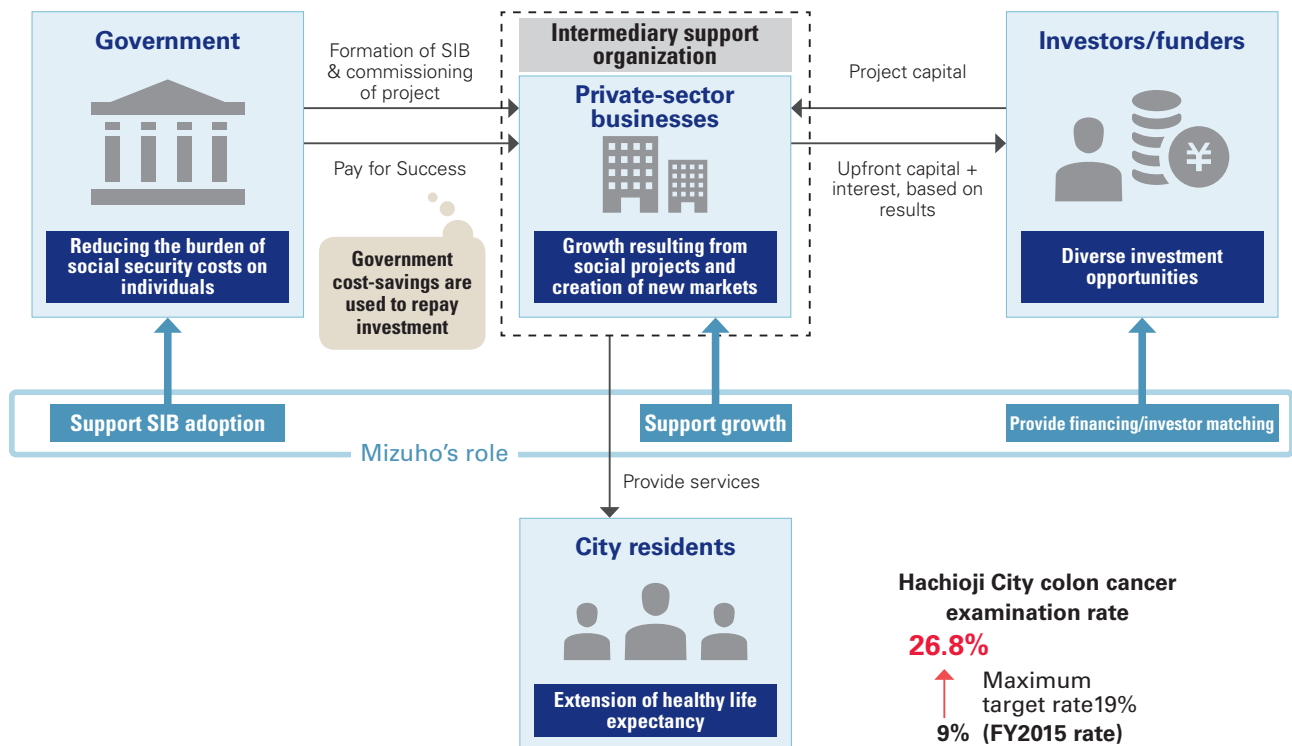 Government
Reducing the burden of
social security costs on
individuals
Formation of SIB
& commissioning
of project
Pay for Success
Government
cost-savings are
used to repay
investment
Intermediary support
organization
Private-sector
businesses
Growth resulting from
social projects and
creation of new markets
Project capital
Upfront capital +
interest, based on
results
Investors/funders
¥
Diverse investment
opportunities
Support SIB adoption
Support growth
Provide financing/investor matching
Mizuho's role
Provide services
City residents
Extension of healthy life
expectancy
Hachioji City colon cancer
examination rate
26.8%
Maximum
target rate19%
9% (FY2015 rate)